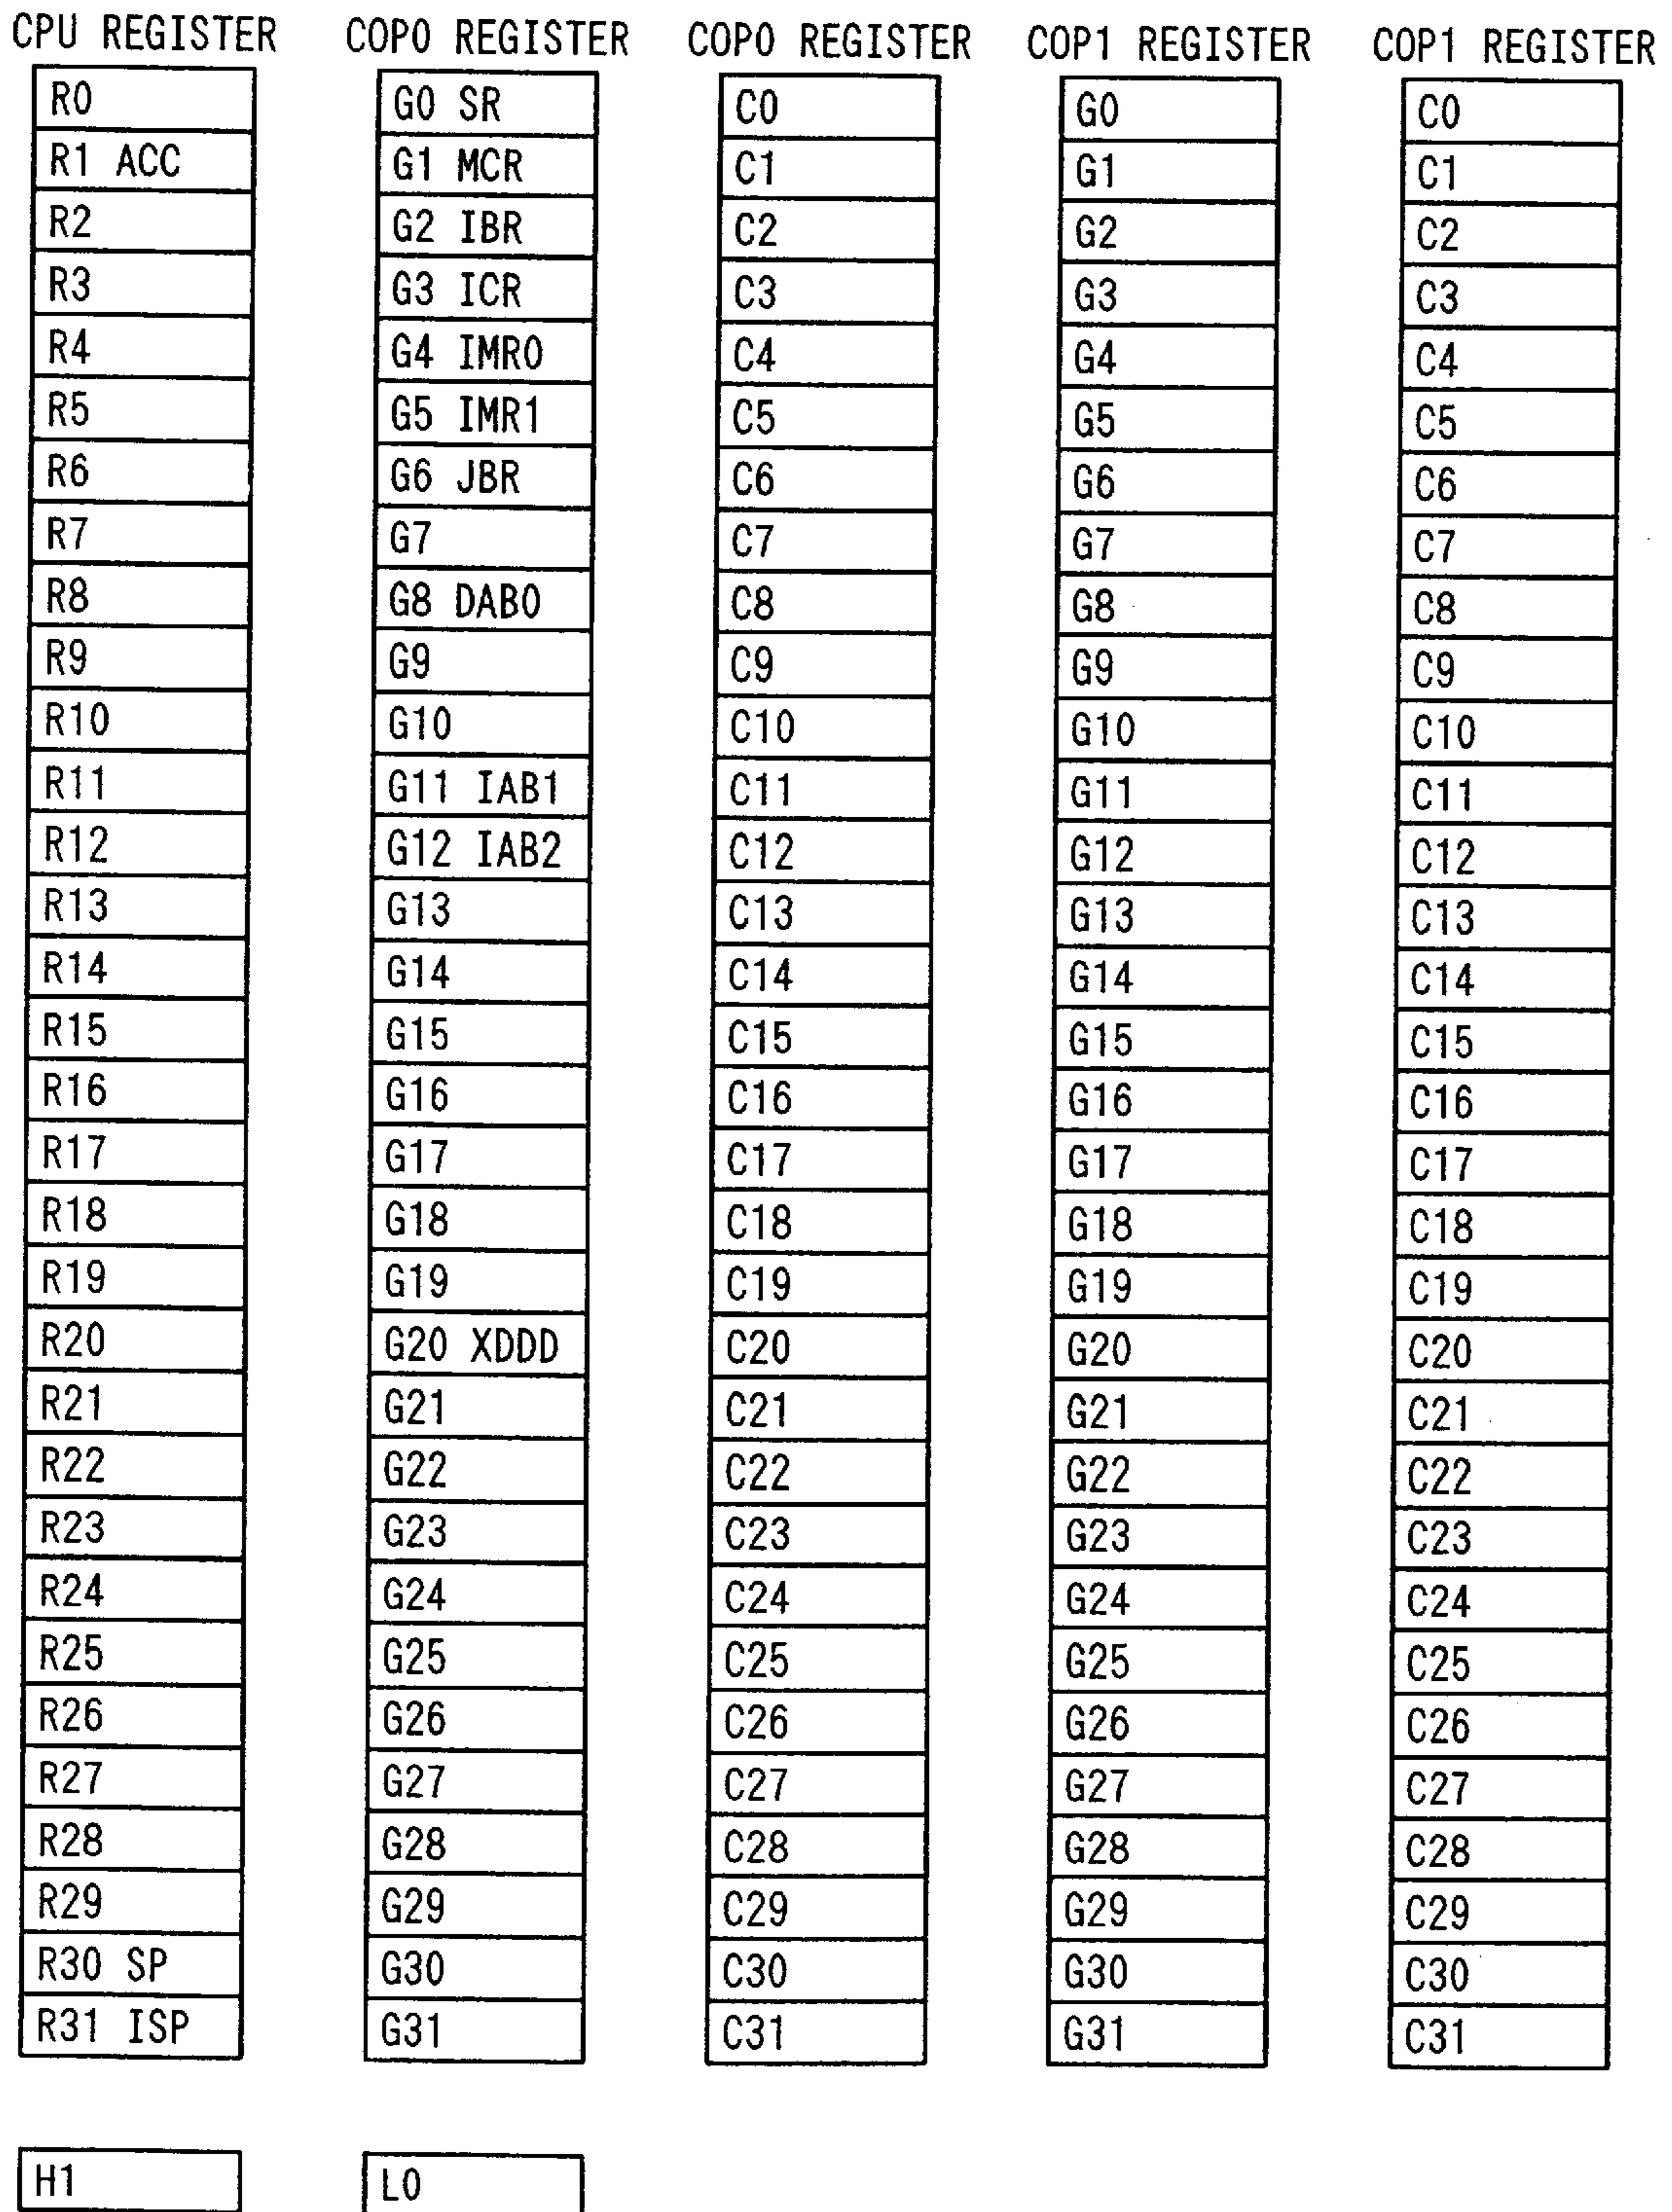 CPU REGISTER COP0 REGISTER COP0 REGISTER COP1 REGISTER COP1 REGISTER
R0 G0 SR C0 G0 C0
R1 ACC G1 MCR C1 G1 C1
R2 G2 IBR C2 G2 C2
R3 G3 ICR C3 G3 C3
R4 G4 IMR0 C4 G4 C4
R5 G5 IMR1 C5 G5 C5
R6 G6 JBR C6 G6 C6
R7 G7 C7 G7 C7
R8 G8 DAB0 C8 G8 C8
R9 G9 C9 G9 C9
R10 G10 C10 G10 C10
R11 G11 IAB1 C11 G11 C11
R12 G12 IAB2 C12 G12 C12
R13 G13 C13 G13 C13
R14 G14 C14 G14 C14
R15 G15 C15 G15 C15
R16 G16 C16 G16 C16
R17 G17 C17 G17 C17
R18 G18 C18 G18 C18
R19 G19 C19 G19 C19
R20 G20 XDDD C20 G20 C20
R21 G21 C21 G21 C21
R22 G22 C22 G22 C22
R23 G23 C23 G23 C23
R24 G24 C24 G24 C24
R25 G25 C25 G25 C25
R26 G26 C26 G26 C26
R27 G27 C27 G27 C27
R28 G28 C28 G28 C28
R29 G29 C29 G29 C29
R30 SP G30 C30 G30 C30
R31 ISP G31 C31 G31 C31
H1 L0